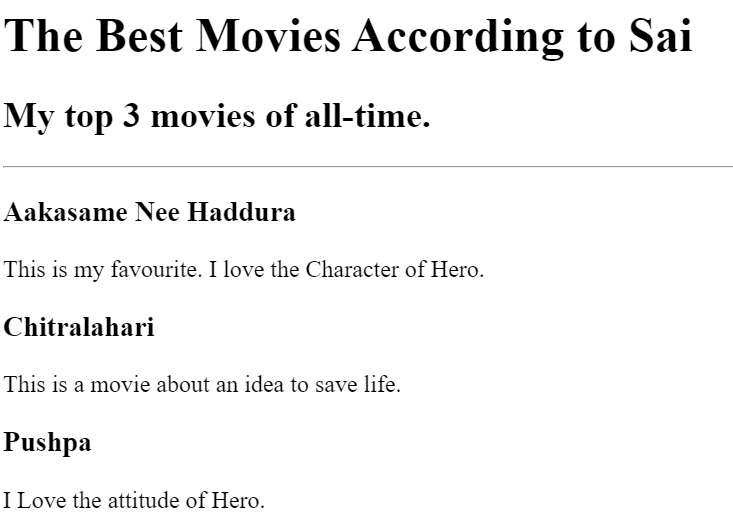 The Best Movies According to Sai
My top 3 movies of all-time.
Aakasame Nee Haddura
This is my favourite. I love the Character of Hero.
Chitralahari
This is a movie about an idea to save life.
Pushpa
I Love the attitude of Hero.